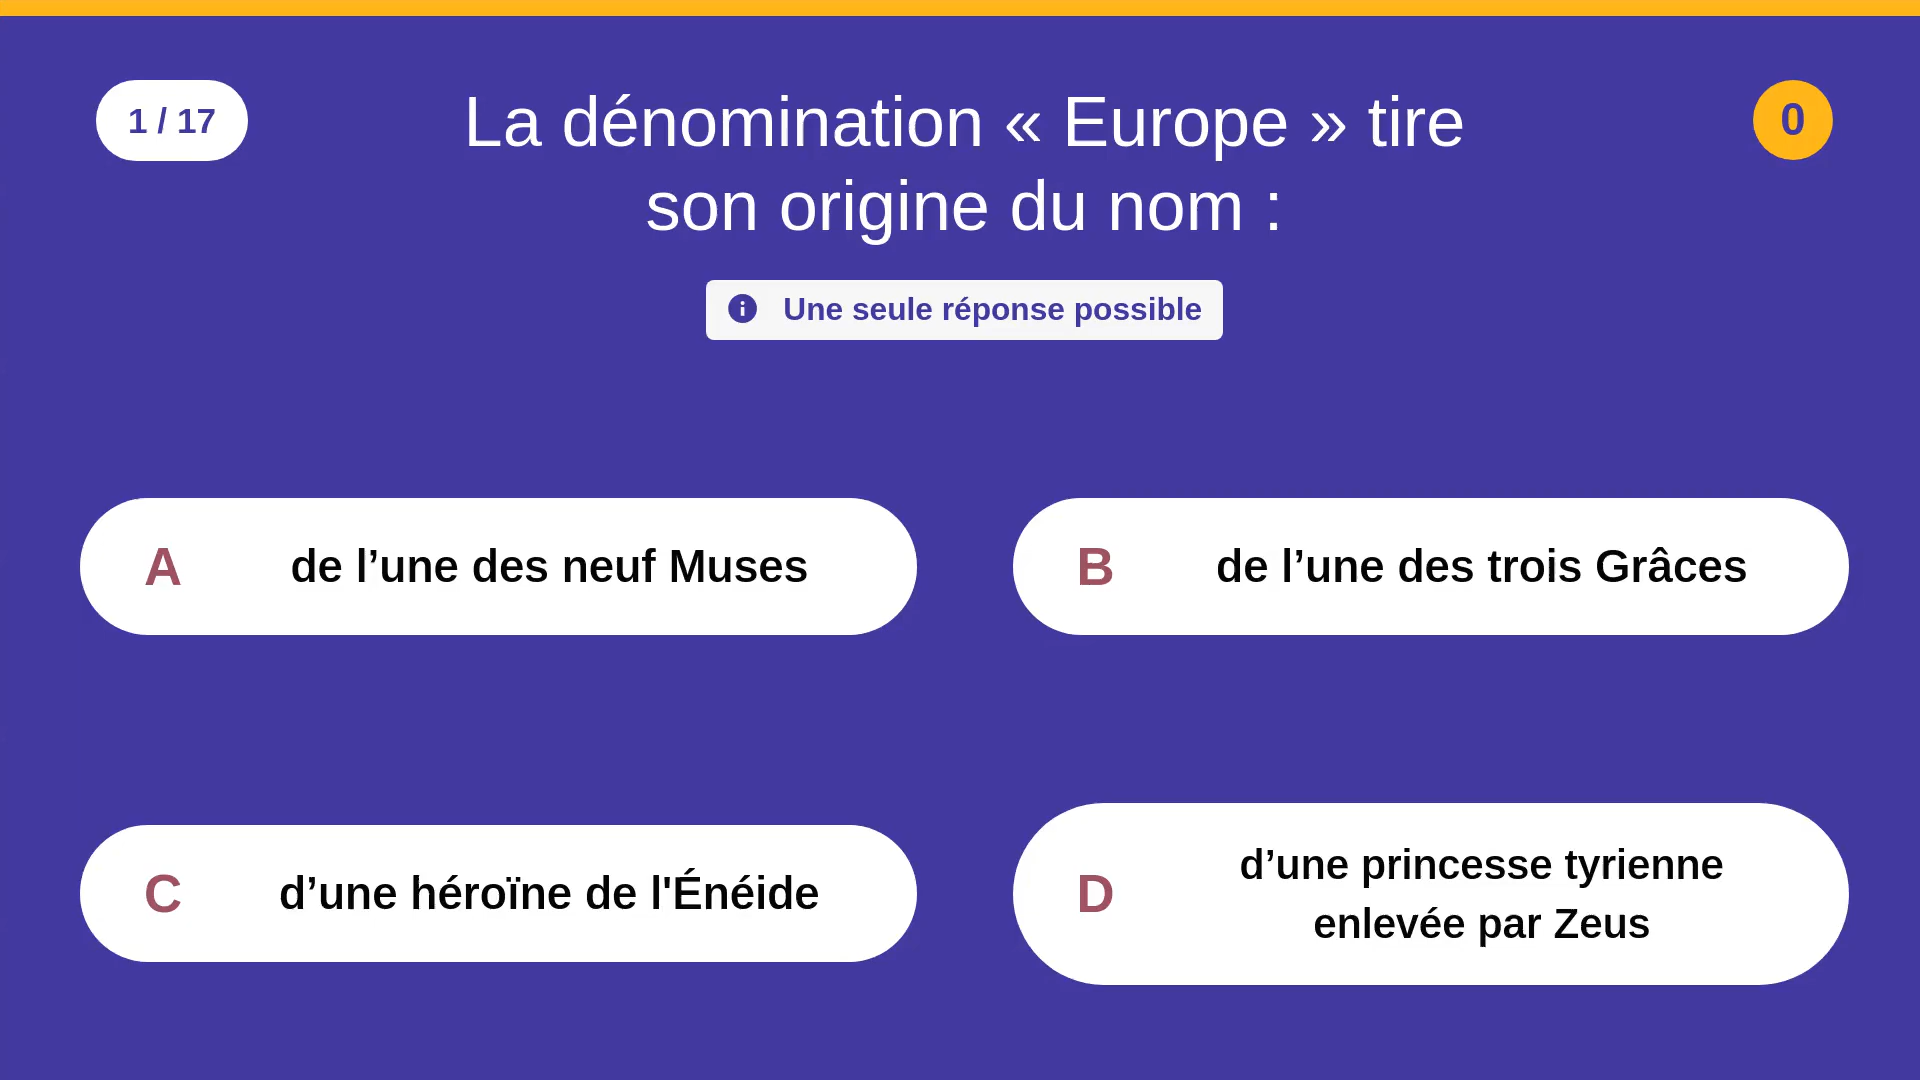 1 / 17
La dénomination « Europe » tire
son origine du nom :
0
Une seule réponse possible
A
de l’une des neuf Muses
B
de l’une des trois Grâces
C
d’une héroïne de l'Énéide
D
d’une princesse tyrienne
enlevée par Zeus